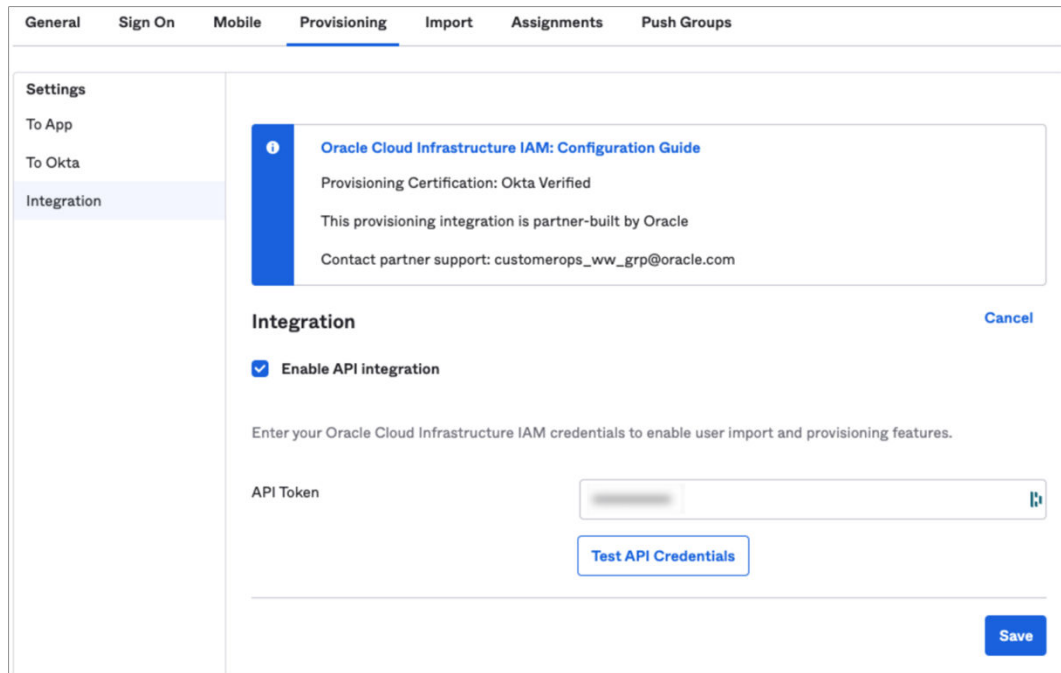 General Sign On Mobile Provisioning Import Assignments Push Groups
Settings
To App
To Okta
Integration
Oracle Cloud Infrastructure IAM: Configuration Guide
Provisioning Certification: Okta Verified
This provisioning integration is partner-built by Oracle
Contact partner support: customerops_ww_grp@oracle.com
Integration
Cancel
Enable API integration
Enter your Oracle Cloud Infrastructure IAM credentials to enable user import and provisioning features.
API Token
Test API Credentials
Save